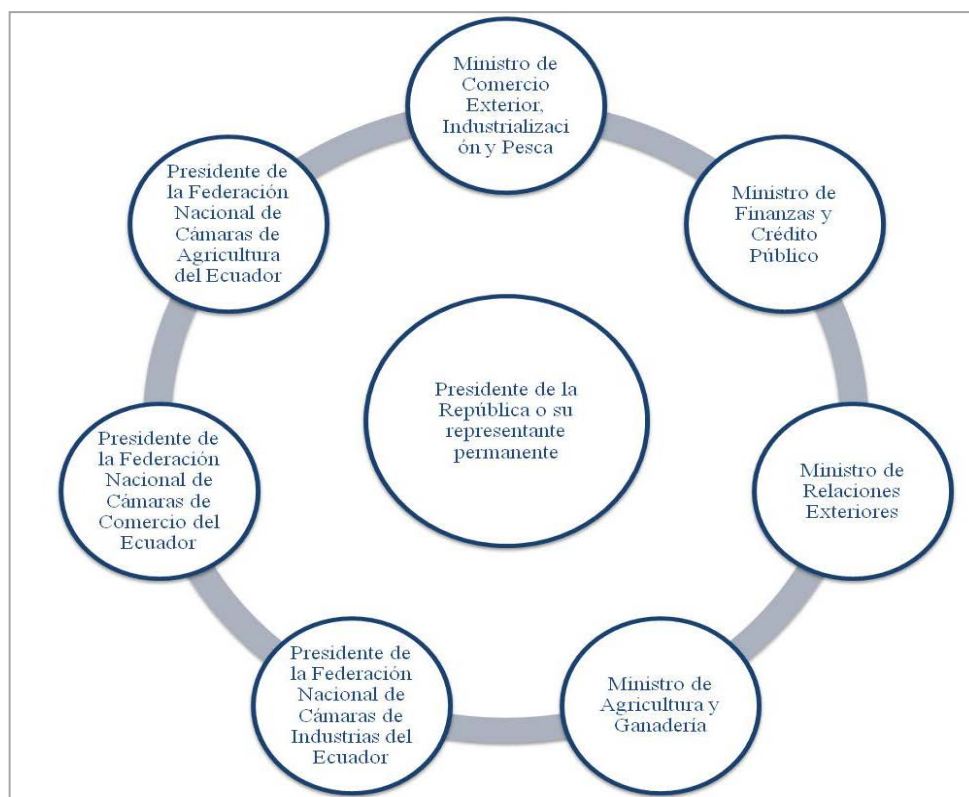 Ministro de
Comercio
Exterior,
Industrializaci
ón y Pesca
Ministro de
Finanzas y
Crédito
Público
Ministro de
Relaciones
Exteriores
Ministro de
Agricultura y
Ganadería
Presidente de
la Federación
Nacional de
Cámaras de
Industrias del
Ecuador
Presidente de
la Federación
Nacional de
Cámaras de
Comercio del
Ecuador
Presidente de
la Federación
Nacional de
Cámaras de
Agricultura
del Ecuador
Presidente de la
República o su
representante
permanente